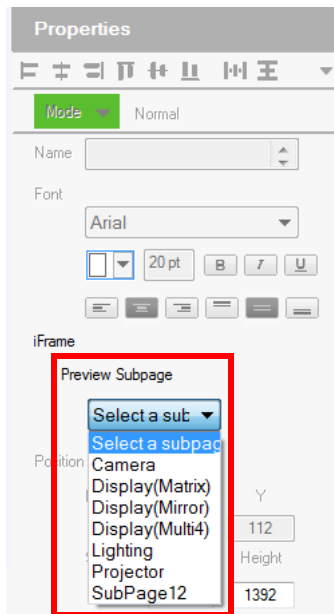 Properties
Mode Normal
Name
Font
Arial
20 pt B I U
iFrame
Preview Subpage
Select a sub
Select a subpag
Camera
Position
Display(Matrix)
Display(Mirror)
Y
Display(Multi4)
112
Lighting
Height
Projector
SubPage12
1392